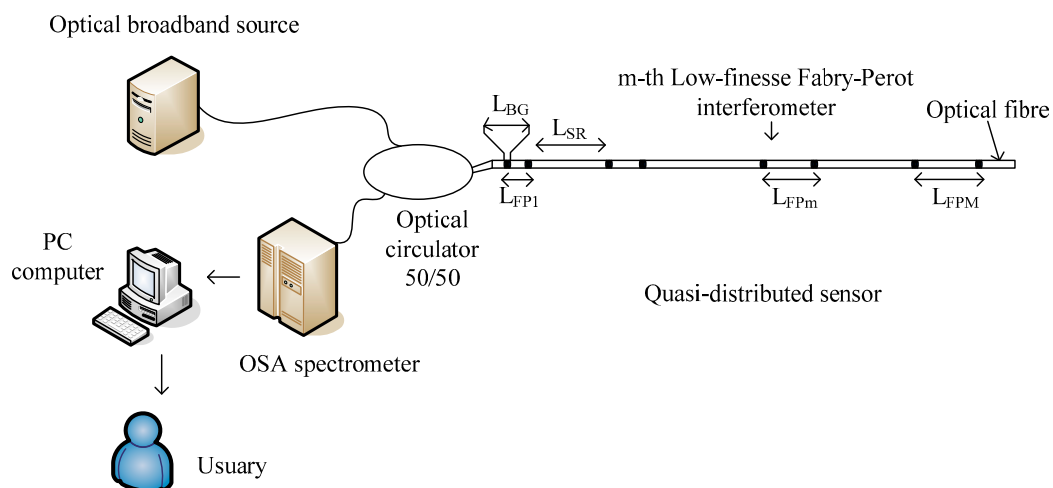 Optical broadband source
m-th Low-finesse Fabry-Perot
interferometer
Optical fibre
L_BG
L_SR
L_FP1
L_FPm
L_FPM
Optical
circulator
50/50
PC
computer
Quasi-distributed sensor
OSA spectrometer
Usuary